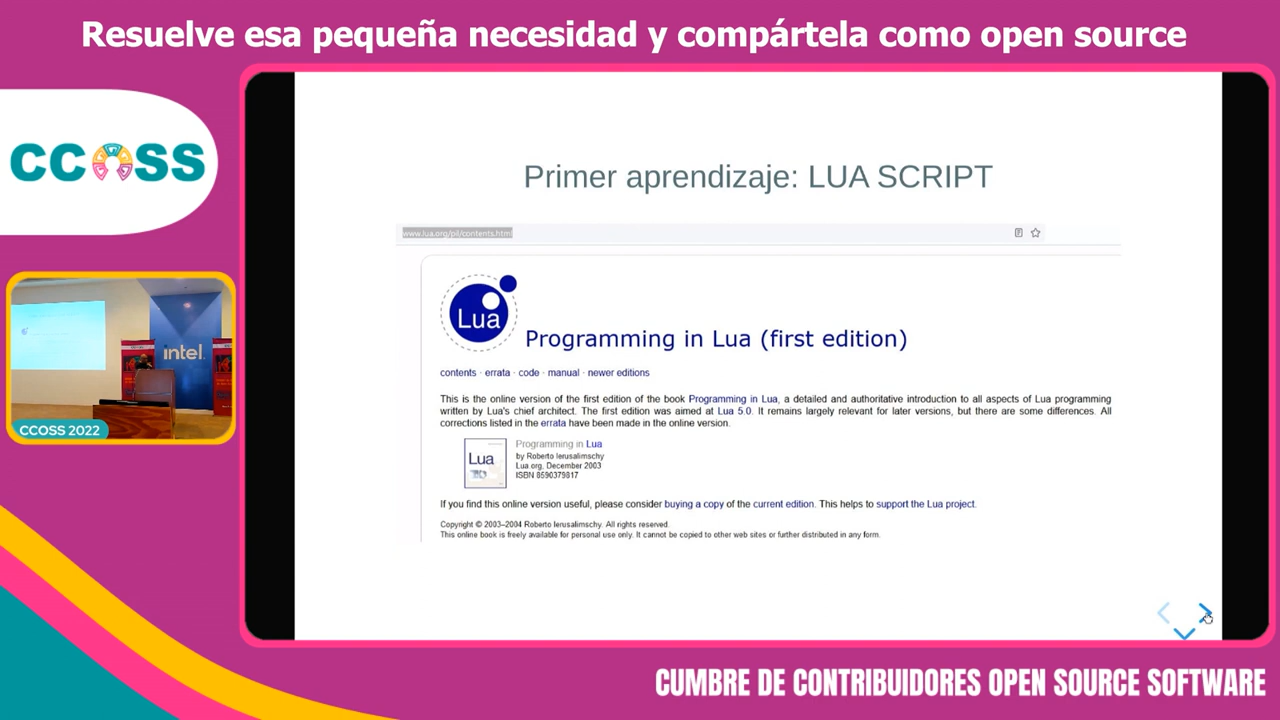 Resuelve esa pequeña necesidad y compártela como open source
CCOSS
Primer aprendizaje: LUA SCRIPT
www.lua.org/pil/contents.html
Lua
Programming in Lua (first edition)
contents · errata · code · manual · newer editions
This is the online version of the first edition of the book Programming in Lua, a detailed and authoritative introduction to all aspects of Lua programming
written by Lua's chief architect. The first edition was aimed at Lua 5.0. It remains largely relevant for later versions, but there are some differences. All
corrections listed in the errata have been made in the online version.
Lua
Programming in Lua
by Roberto Ierusalimschy
Lua.org, December 2003
ISBN 8590379817
If you find this online version useful, please consider buying a copy of the current edition. This helps to support the Lua project.
Copyright © 2003–2004 Roberto Ierusalimschy. All rights reserved.
This online book is freely available for personal use only. It cannot be copied to other web sites or further distributed in any form.
intel.
CCOSS 2022
CUMBRE DE CONTRIBUIDORES OPEN SOURCE SOFTWARE